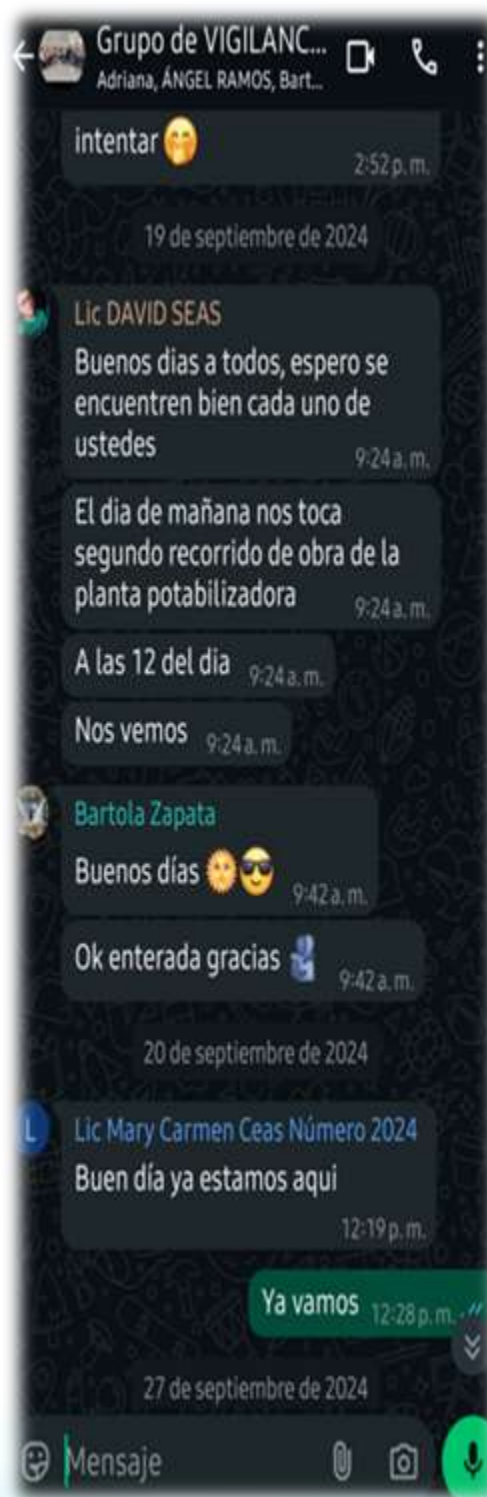 Grupo de VIGILANC...
Adriana, ÁNGEL RAMOS, Bart...
intentar 🤭
2:52 p. m.
19 de septiembre de 2024
Lic DAVID SEAS
Buenos dias a todos, espero se
encuentren bien cada uno de
ustedes
9:24 a. m.
El dia de mañana nos toca
segundo recorrido de obra de la
planta potabilizadora
9:24 a. m.
A las 12 del dia 9:24 a. m.
Nos vemos 9:24 a. m.
Bartola Zapata
Buenos días 🌞😎
9:42 a. m.
Ok enterada gracias
9:42 a. m.
20 de septiembre de 2024
L
Lic Mary Carmen Ceas Número 2024
Buen día ya estamos aqui
12:19 p. m.
Ya vamos 12:28 p. m.
27 de septiembre de 2024
Mensaje